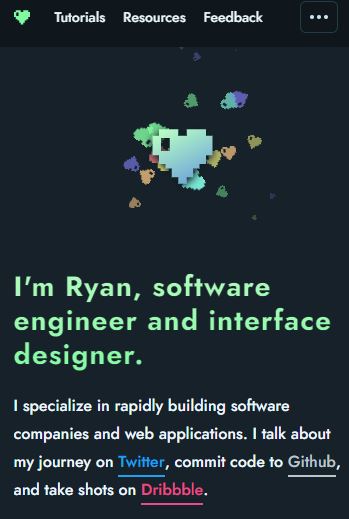 Tutorials Resources Feedback
I'm Ryan, software
engineer and interface
designer.
I specialize in rapidly building software
companies and web applications. I talk about
my journey on Twitter, commit code to Github,
and take shots on Dribbble.